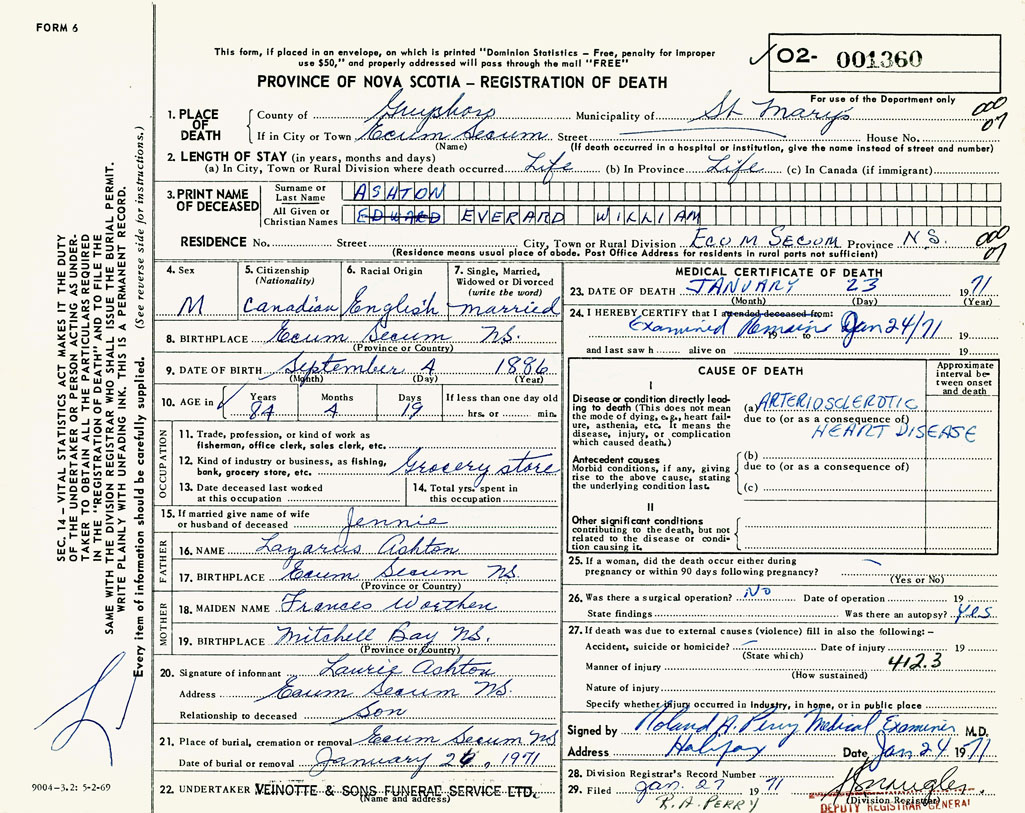 FORM 6
This form, if placed in an envelope, on which is printed "Dominion Statistics – Free, penalty for improper
use $50," and properly addressed will pass through the mail "FREE"
O2- 001360
For use of the Department only
PROVINCE OF NOVA SCOTIA – REGISTRATION OF DEATH
1. PLACE OF DEATH
County of Guysboro Municipality of St Marys 000
If in City or Town Ecum Secum Street House No. 07
(Name) (If death occurred in a hospital or institution, give the name instead of street and number)
2. LENGTH OF STAY (in years, months and days)
(a) In City, Town or Rural Division where death occurred Life (b) In Province Life (c) In Canada (if immigrant)
3. PRINT NAME OF DECEASED
Surname or Last Name ASHTON
All Given or Christian Names EDWARD EVERARD WILLIAM
RESIDENCE No. Street City, Town or Rural Division ECUM SECUM Province N.S. 000 07
(Residence means usual place of abode. Post Office Address for residents in rural parts not sufficient)
4. Sex
M
5. Citizenship (Nationality)
Canadian
6. Racial Origin
English
7. Single, Married, Widowed or Divorced (write the word)
married
8. BIRTHPLACE Ecum Secum NS.
(Province or Country)
9. DATE OF BIRTH September 4 1886
(Month) (Day) (Year)
10. AGE in Years Months Days If less than one day old
84 4 19 hrs. or min.
OCCUPATION
11. Trade, profession, or kind of work as
fisherman, office clerk, sales clerk, etc.
12. Kind of industry or business, as fishing,
bank, grocery store, etc. Grocery store
13. Date deceased last worked
at this occupation
14. Total yrs. spent in
this occupation
15. If married give name of wife
or husband of deceased Jennie
FATHER
16. NAME Lazarus Ashton
17. BIRTHPLACE Ecum Secum NS
(Province or Country)
MOTHER
18. MAIDEN NAME Frances Worthen
19. BIRTHPLACE Mitchell Bay NS.
(Province or Country)
20. Signature of informant Laurie Ashton
Address Ecum Secum NS.
Relationship to deceased Son
21. Place of burial, cremation or removal Ecum Secum NS
Date of burial or removal January 26, 1971
22. UNDERTAKER VEINOTTE & SONS FUNERAL SERVICE LTD.
(Name and address)
MEDICAL CERTIFICATE OF DEATH
23. DATE OF DEATH JANUARY 23 1971
(Month) (Day) (Year)
24. I HEREBY CERTIFY that I attended deceased from:
Examined Remains Jan 24/71 19 to 19
and last saw h alive on 19
CAUSE OF DEATH
Approximate interval between onset and death
I
Disease or condition directly leading
to death (This does not mean
the mode of dying, e.g., heart failure,
asthenia, etc. It means the
disease, injury, or complication
which caused death.)
(a) ARTERIOSCLEROTIC
due to (or as a consequence of)
HEART DISEASE
Antecedent causes
Morbid conditions, if any, giving
rise to the above cause, stating
the underlying condition last.
(b)
due to (or as a consequence of)
(c)
II
Other significant conditions
contributing to the death, but not
related to the disease or condition
causing it.
25. If a woman, did the death occur either during
pregnancy or within 90 days following pregnancy?
(Yes or No)
26. Was there a surgical operation? NO Date of operation 19
State findings Was there an autopsy? yes
27. If death was due to external causes (violence) fill in also the following:–
Accident, suicide or homicide? Date of injury 19
(State which)
412.3
Manner of injury
(How sustained)
Nature of injury
Specify whether injury occurred in industry, in home, or in public place
Signed by Roland A. Perry Medical Examiner M.D.
Address Halifax Date Jan. 24 1971
28. Division Registrar's Record Number
29. Filed Jan. 27 1971
R. A. PERRY
(Division Registrar)
DEPUTY REGISTRAR GENERAL
SEC. 14 – VITAL STATISTICS ACT MAKES IT THE DUTY
OF THE UNDERTAKER OR PERSON ACTING AS UNDER-
TAKER TO OBTAIN ALL THE PARTICULARS REQUIRED
IN THE "REGISTRATION OF DEATH" AND TO FILE THE
SAME WITH THE DIVISION REGISTRAR WHO SHALL ISSUE THE BURIAL PERMIT.
WRITE PLAINLY WITH UNFADING INK. THIS IS A PERMANENT RECORD.
Every item of information should be carefully supplied. (See reverse side for instructions.)
9004–3.2: 5-2-69